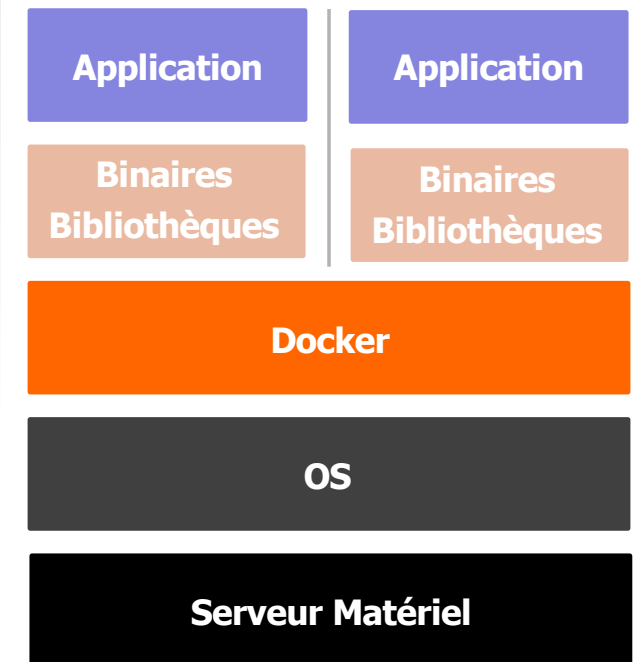 Application
Application
Binaires
Bibliothèques
Binaires
Bibliothèques
Docker
OS
Serveur Matériel